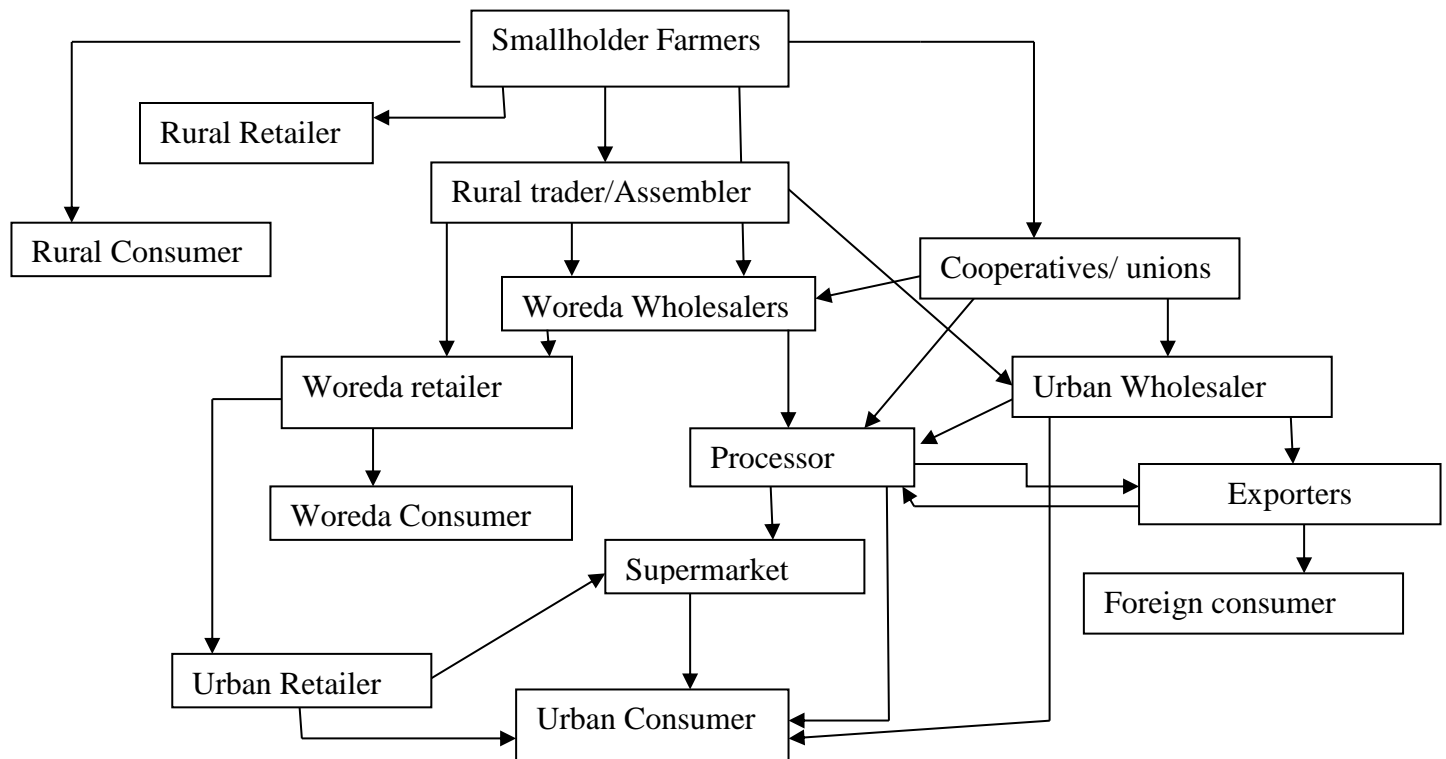 Smallholder Farmers
Rural Retailer
Rural trader/Assembler
Rural Consumer
Cooperatives/ unions
Woreda Wholesalers
Woreda retailer
Urban Wholesaler
Processor
Exporters
Woreda Consumer
Supermarket
Foreign consumer
Urban Retailer
Urban Consumer